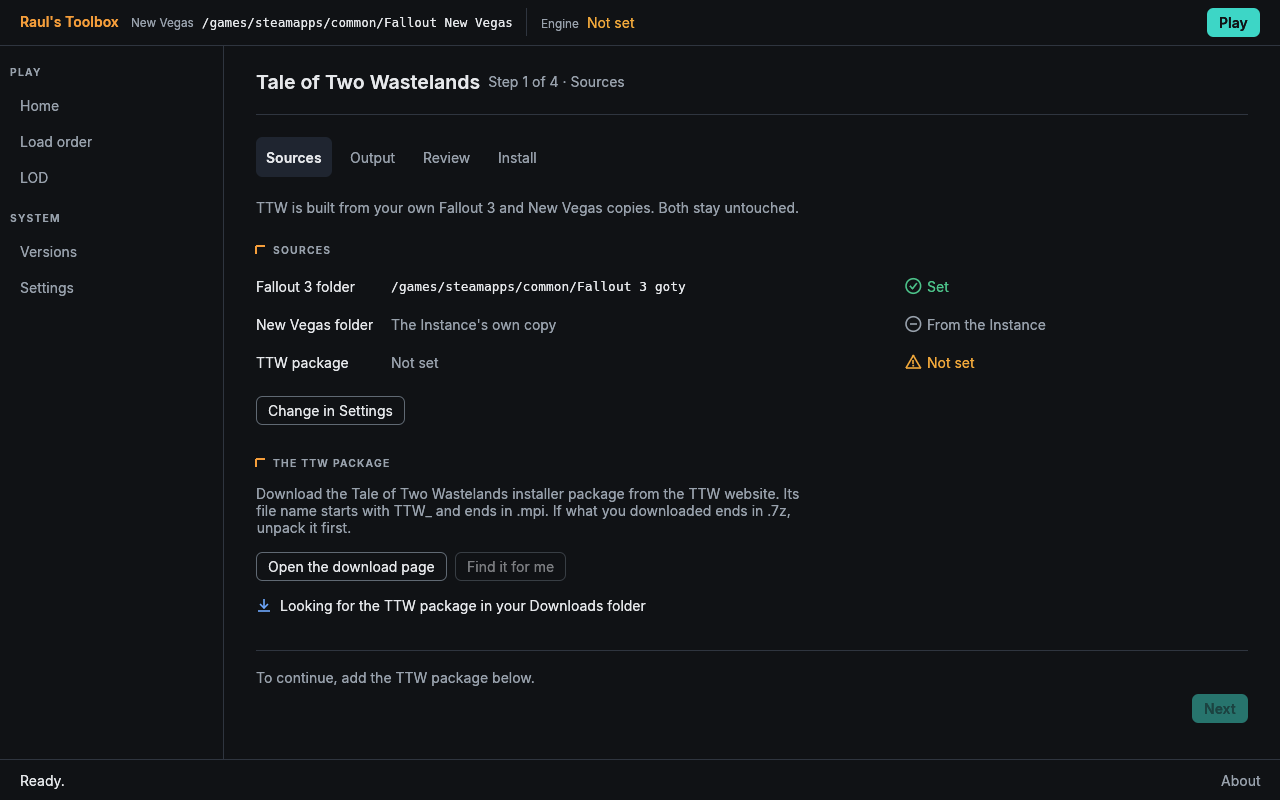 Raul's Toolbox New Vegas /games/steamapps/common/Fallout New Vegas Engine Not set Play
PLAY
Home
Load order
LOD
SYSTEM
Versions
Settings
Tale of Two Wastelands Step 1 of 4 · Sources
Sources Output Review Install
TTW is built from your own Fallout 3 and New Vegas copies. Both stay untouched.
SOURCES
Fallout 3 folder /games/steamapps/common/Fallout 3 goty Set
New Vegas folder The Instance's own copy From the Instance
TTW package Not set Not set
Change in Settings
THE TTW PACKAGE
Download the Tale of Two Wastelands installer package from the TTW website. Its
file name starts with TTW_ and ends in .mpi. If what you downloaded ends in .7z,
unpack it first.
Open the download page Find it for me
Looking for the TTW package in your Downloads folder
To continue, add the TTW package below.
Next
Ready. About